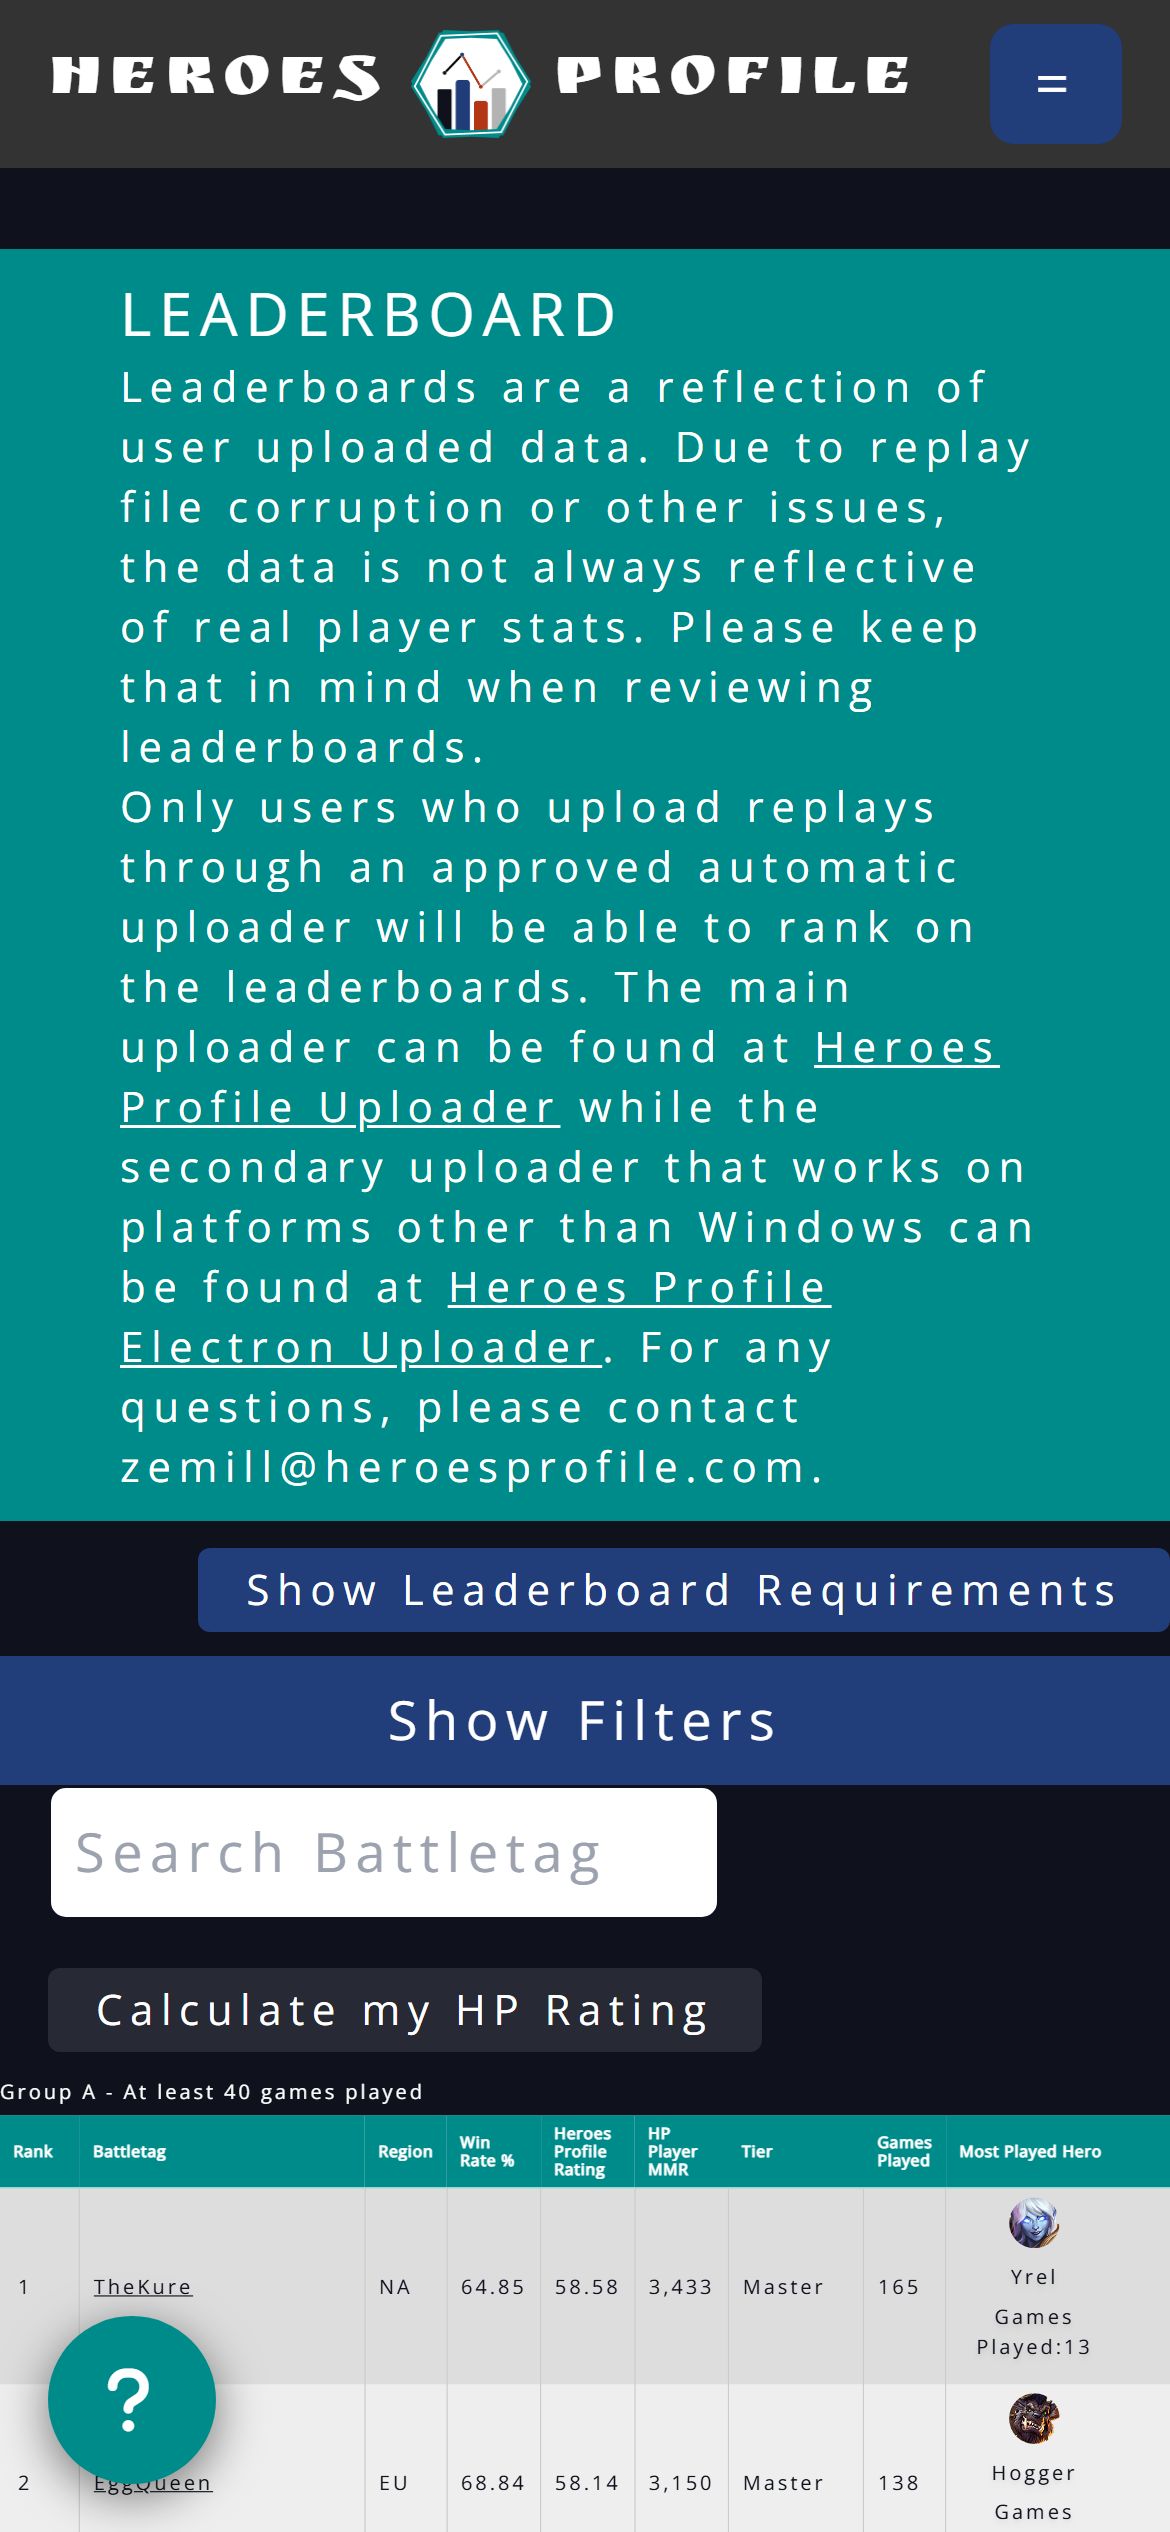 HEROES PROFILE
LEADERBOARD
Leaderboards are a reflection of
user uploaded data. Due to replay
file corruption or other issues,
the data is not always reflective
of real player stats. Please keep
that in mind when reviewing
leaderboards.
Only users who upload replays
through an approved automatic
uploader will be able to rank on
the leaderboards. The main
uploader can be found at Heroes
Profile Uploader while the
secondary uploader that works on
platforms other than Windows can
be found at Heroes Profile
Electron Uploader. For any
questions, please contact
zemill@heroesprofile.com.
Show Leaderboard Requirements
Show Filters
Search Battletag
Calculate my HP Rating
Group A - At least 40 games played
Rank Battletag Region Win Rate % Heroes Profile Rating HP Player MMR Tier Games Played Most Played Hero
1 TheKure NA 64.85 58.58 3,433 Master 165 Yrel
Games
Played:13
?
2 EggQueen EU 68.84 58.14 3,150 Master 138 Hogger
Games